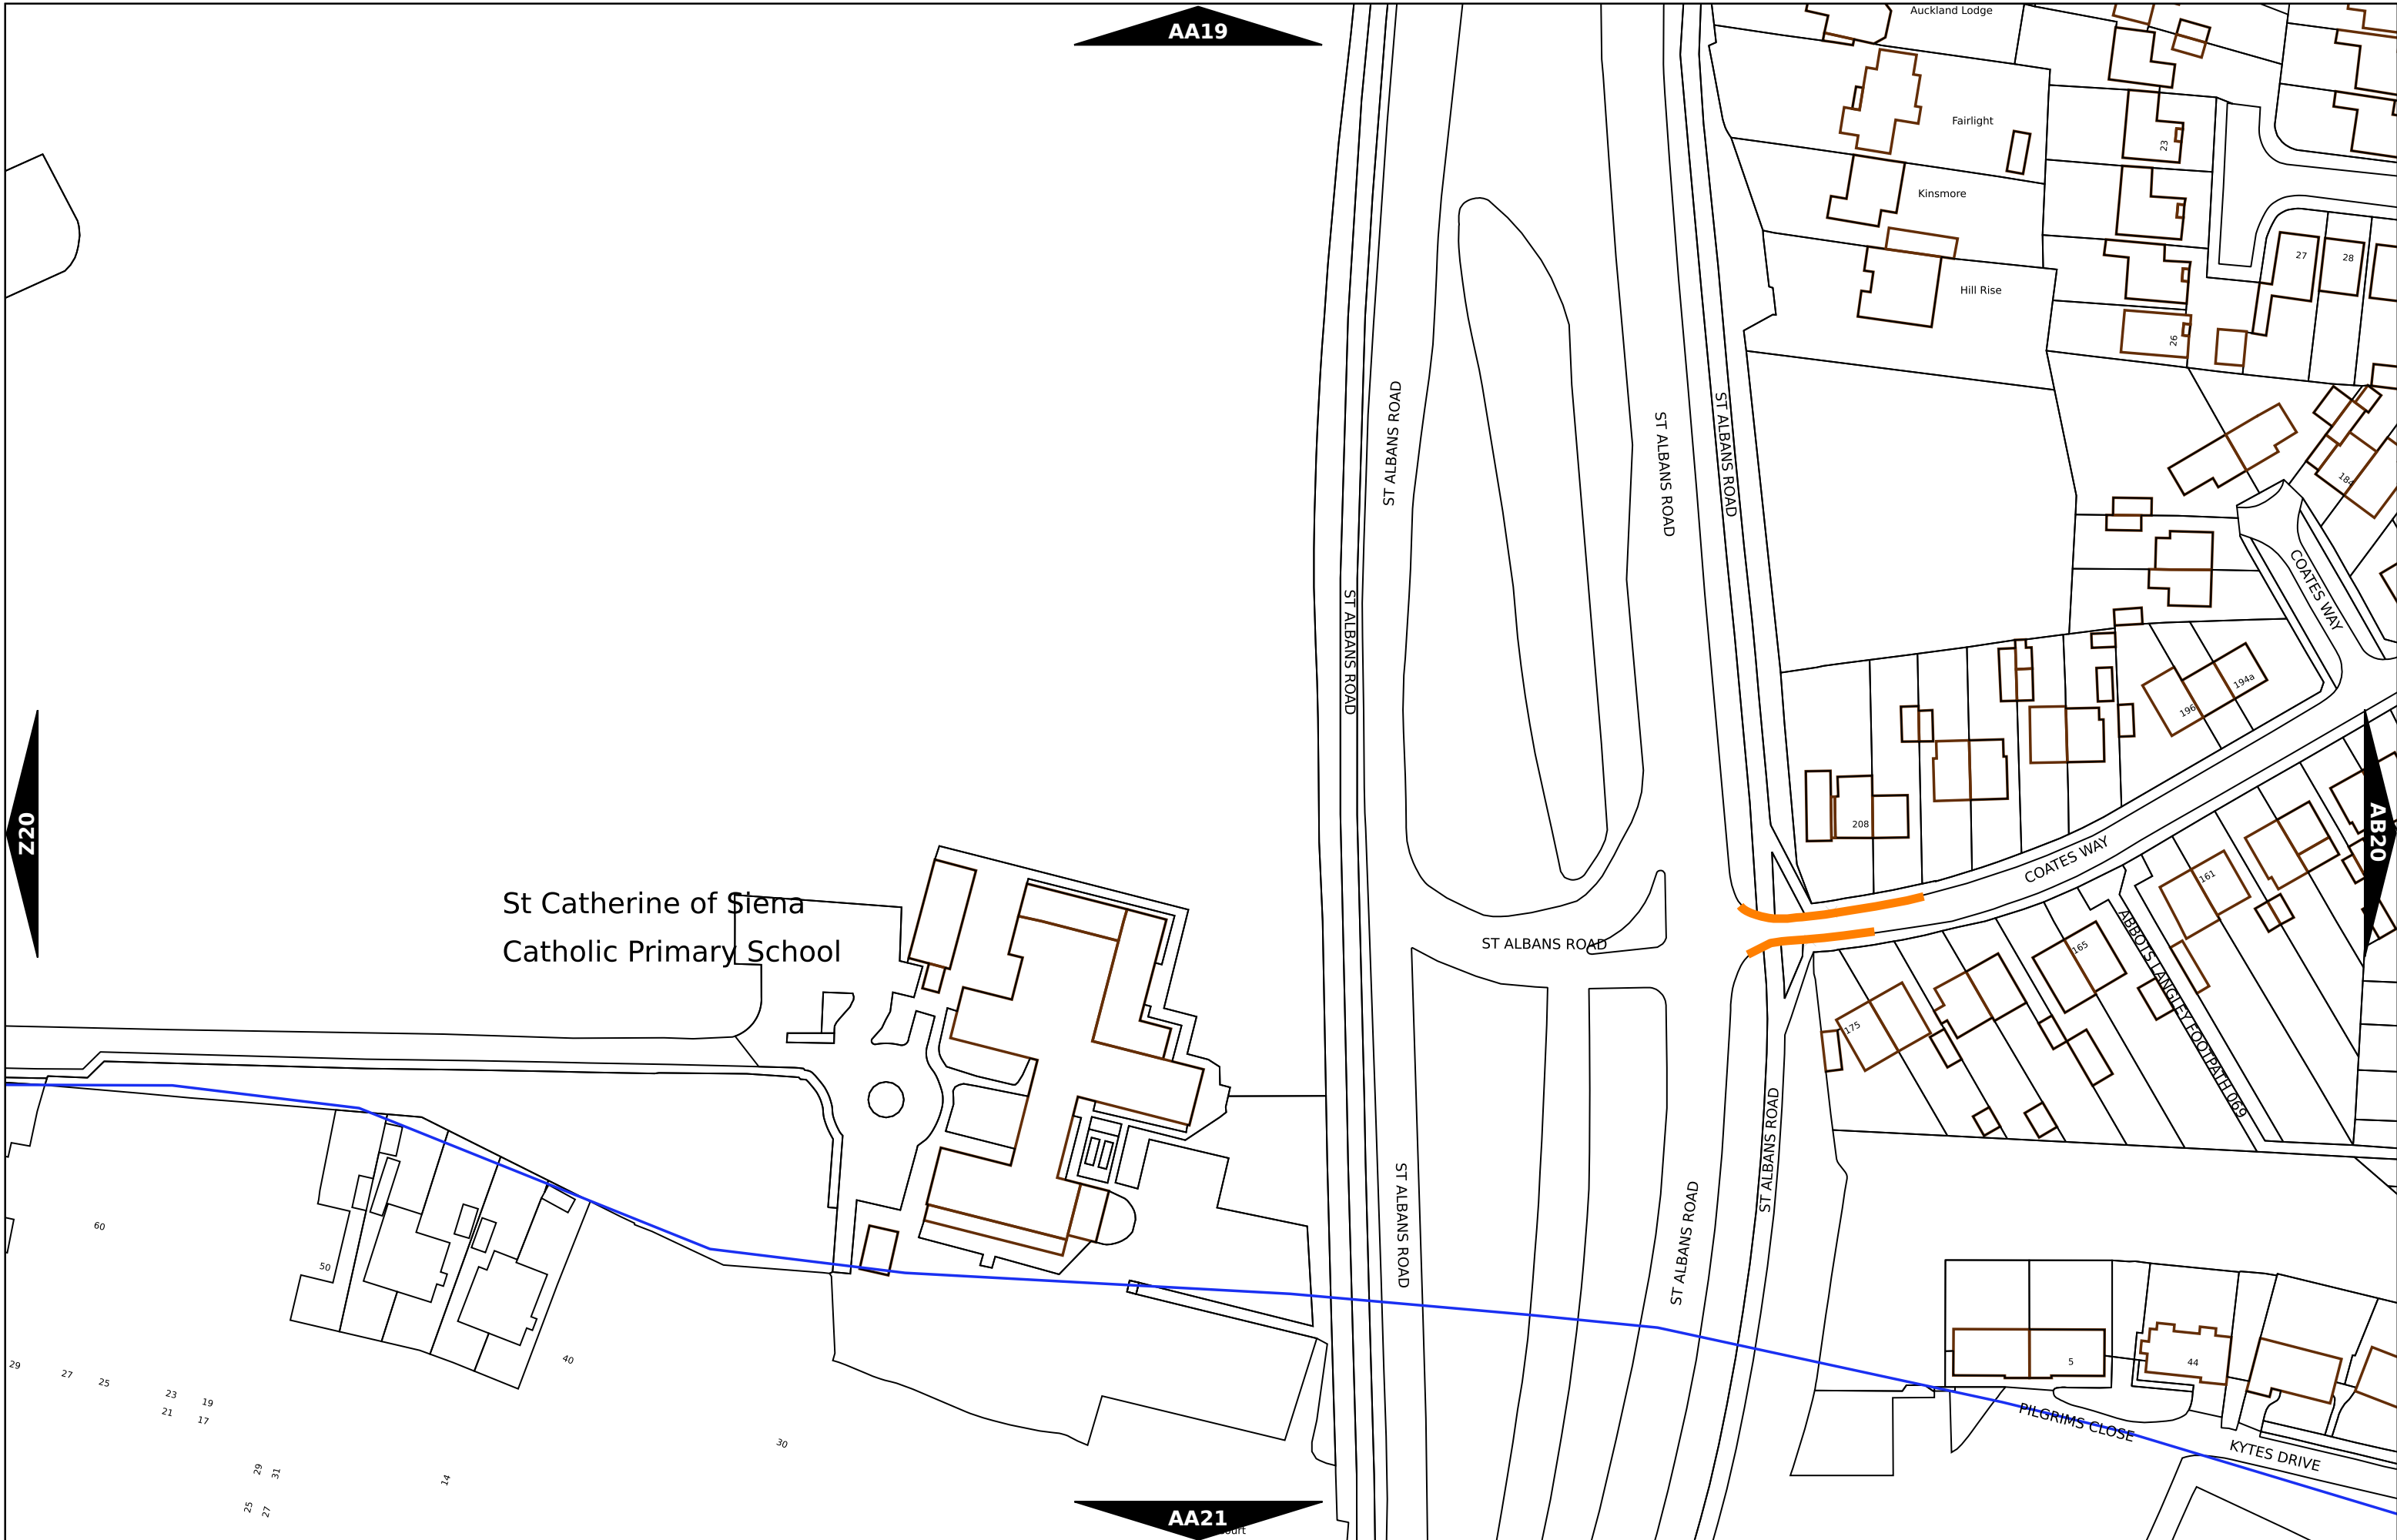 AA19
Auckland Lodge
Fairlight
23
Kinsmore
27
28
Hill Rise
26
ST ALBANS ROAD
ST ALBANS ROAD
ST ALBANS ROAD
184
COATES WAY
ST ALBANS ROAD
194a
196
Z20
208
AB20
COATES WAY
161
St Catherine of Siena
Catholic Primary School
ST ALBANS ROAD
165
175
ABBOTS LANGLEY FOOTPATH 069
ST ALBANS ROAD
ST ALBANS ROAD
ST ALBANS ROAD
60
50
40
29
27
25
23
19
21
17
5
44
PILGRIMS CLOSE
KYTES DRIVE
30
29
31
14
25
27
AA21